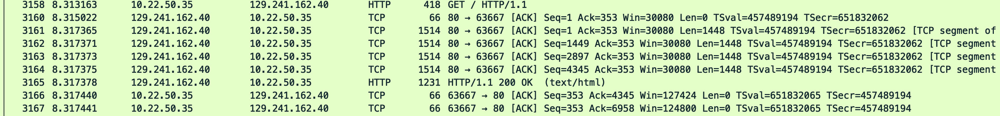 3158 8.313163 10.22.50.35 129.241.162.40 HTTP 418 GET / HTTP/1.1
3160 8.315022 129.241.162.40 10.22.50.35 TCP 66 80 → 63667 [ACK] Seq=1 Ack=353 Win=30080 Len=0 TSval=457489194 TSecr=651832062
3161 8.317365 129.241.162.40 10.22.50.35 TCP 1514 80 → 63667 [ACK] Seq=1 Ack=353 Win=30080 Len=1448 TSval=457489194 TSecr=651832062 [TCP segment of
3162 8.317371 129.241.162.40 10.22.50.35 TCP 1514 80 → 63667 [ACK] Seq=1449 Ack=353 Win=30080 Len=1448 TSval=457489194 TSecr=651832062 [TCP segment
3163 8.317373 129.241.162.40 10.22.50.35 TCP 1514 80 → 63667 [ACK] Seq=2897 Ack=353 Win=30080 Len=1448 TSval=457489194 TSecr=651832062 [TCP segment
3164 8.317375 129.241.162.40 10.22.50.35 TCP 1514 80 → 63667 [ACK] Seq=4345 Ack=353 Win=30080 Len=1448 TSval=457489194 TSecr=651832062 [TCP segment
3165 8.317378 129.241.162.40 10.22.50.35 HTTP 1231 HTTP/1.1 200 OK (text/html)
3166 8.317440 10.22.50.35 129.241.162.40 TCP 66 63667 → 80 [ACK] Seq=353 Ack=4345 Win=127424 Len=0 TSval=651832065 TSecr=457489194
3167 8.317441 10.22.50.35 129.241.162.40 TCP 66 63667 → 80 [ACK] Seq=353 Ack=6958 Win=124800 Len=0 TSval=651832065 TSecr=457489194